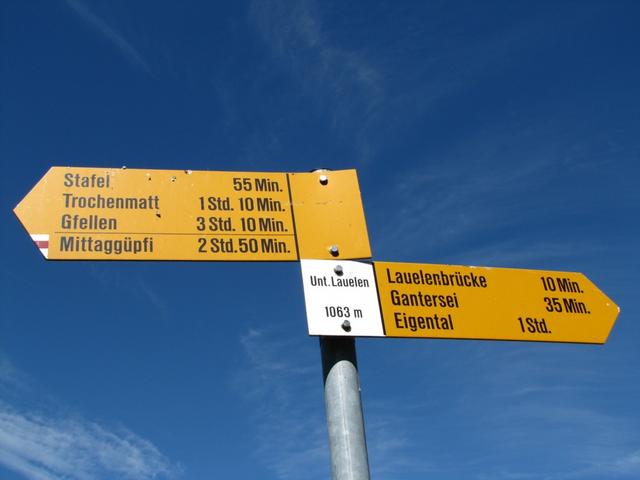 Stafel 55 Min.
Trochenmatt 1 Std. 10 Min.
Gfellen 3 Std. 10 Min.
Mittaggüpfi 2 Std. 50 Min.
Unt. Lauelen
1063 m
Lauelenbrücke 10 Min.
Gantersei 35 Min.
Eigental 1 Std.